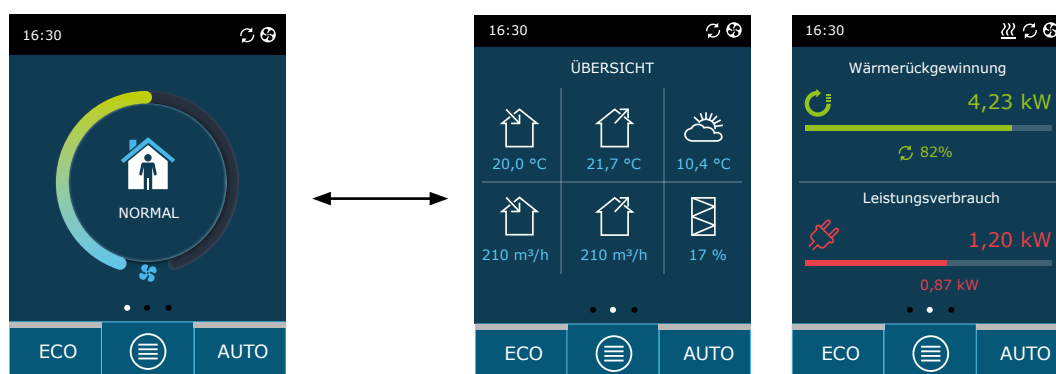 16:30
NORMAL
ECO
AUTO
16:30
ÜBERSICHT
20,0 °C
21,7 °C
10,4 °C
210 m³/h
210 m³/h
17 %
ECO
AUTO
16:30
Wärmerückgewinnung
4,23 kW
82%
Leistungsverbrauch
1,20 kW
0,87 kW
ECO
AUTO